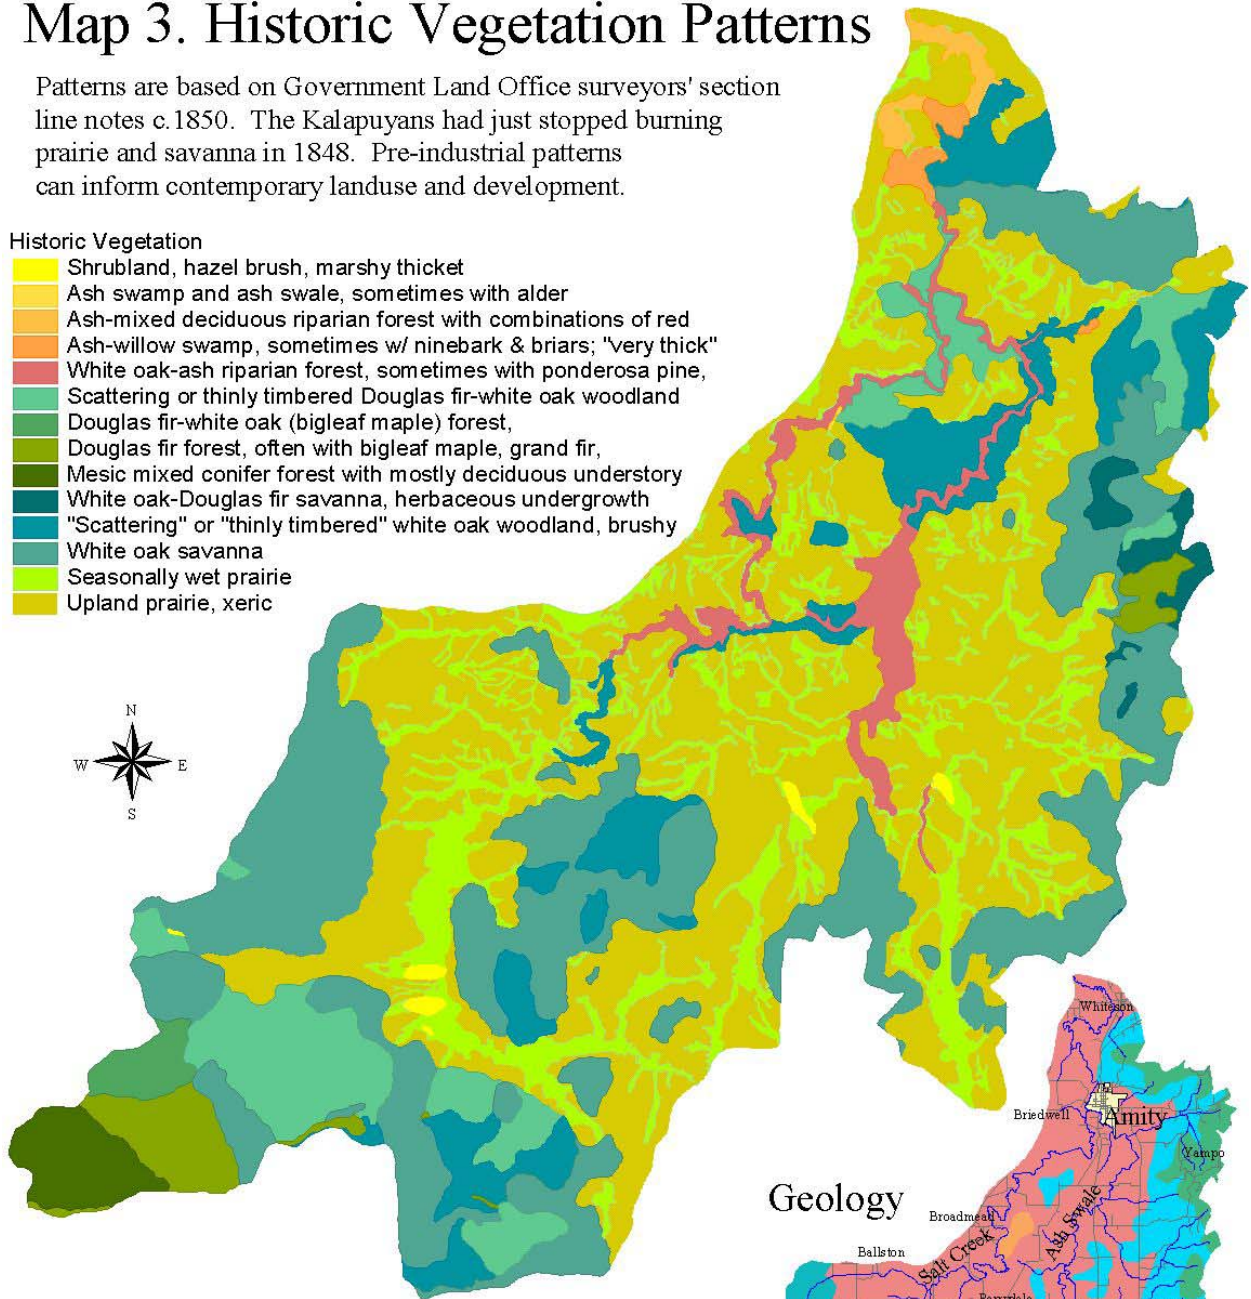 Map 3. Historic Vegetation Patterns
Patterns are based on Government Land Office surveyors' section
line notes c.1850. The Kalapuyans had just stopped burning
prairie and savanna in 1848. Pre-industrial patterns
can inform contemporary landuse and development.
Historic Vegetation
Shrubland, hazel brush, marshy thicket
Ash swamp and ash swale, sometimes with alder
Ash-mixed deciduous riparian forest with combinations of red
Ash-willow swamp, sometimes w/ ninebark & briars; "very thick"
White oak-ash riparian forest, sometimes with ponderosa pine,
Scattering or thinly timbered Douglas fir-white oak woodland
Douglas fir-white oak (bigleaf maple) forest,
Douglas fir forest, often with bigleaf maple, grand fir,
Mesic mixed conifer forest with mostly deciduous understory
White oak-Douglas fir savanna, herbaceous undergrowth
"Scattering" or "thinly timbered" white oak woodland, brushy
White oak savanna
Seasonally wet prairie
Upland prairie, xeric
N
W E
S
Geology
Whiteson
Briedwell
Amity
Yampo
Broadmead
Ash Swale
Salt Creek
Ballston
Perrydale